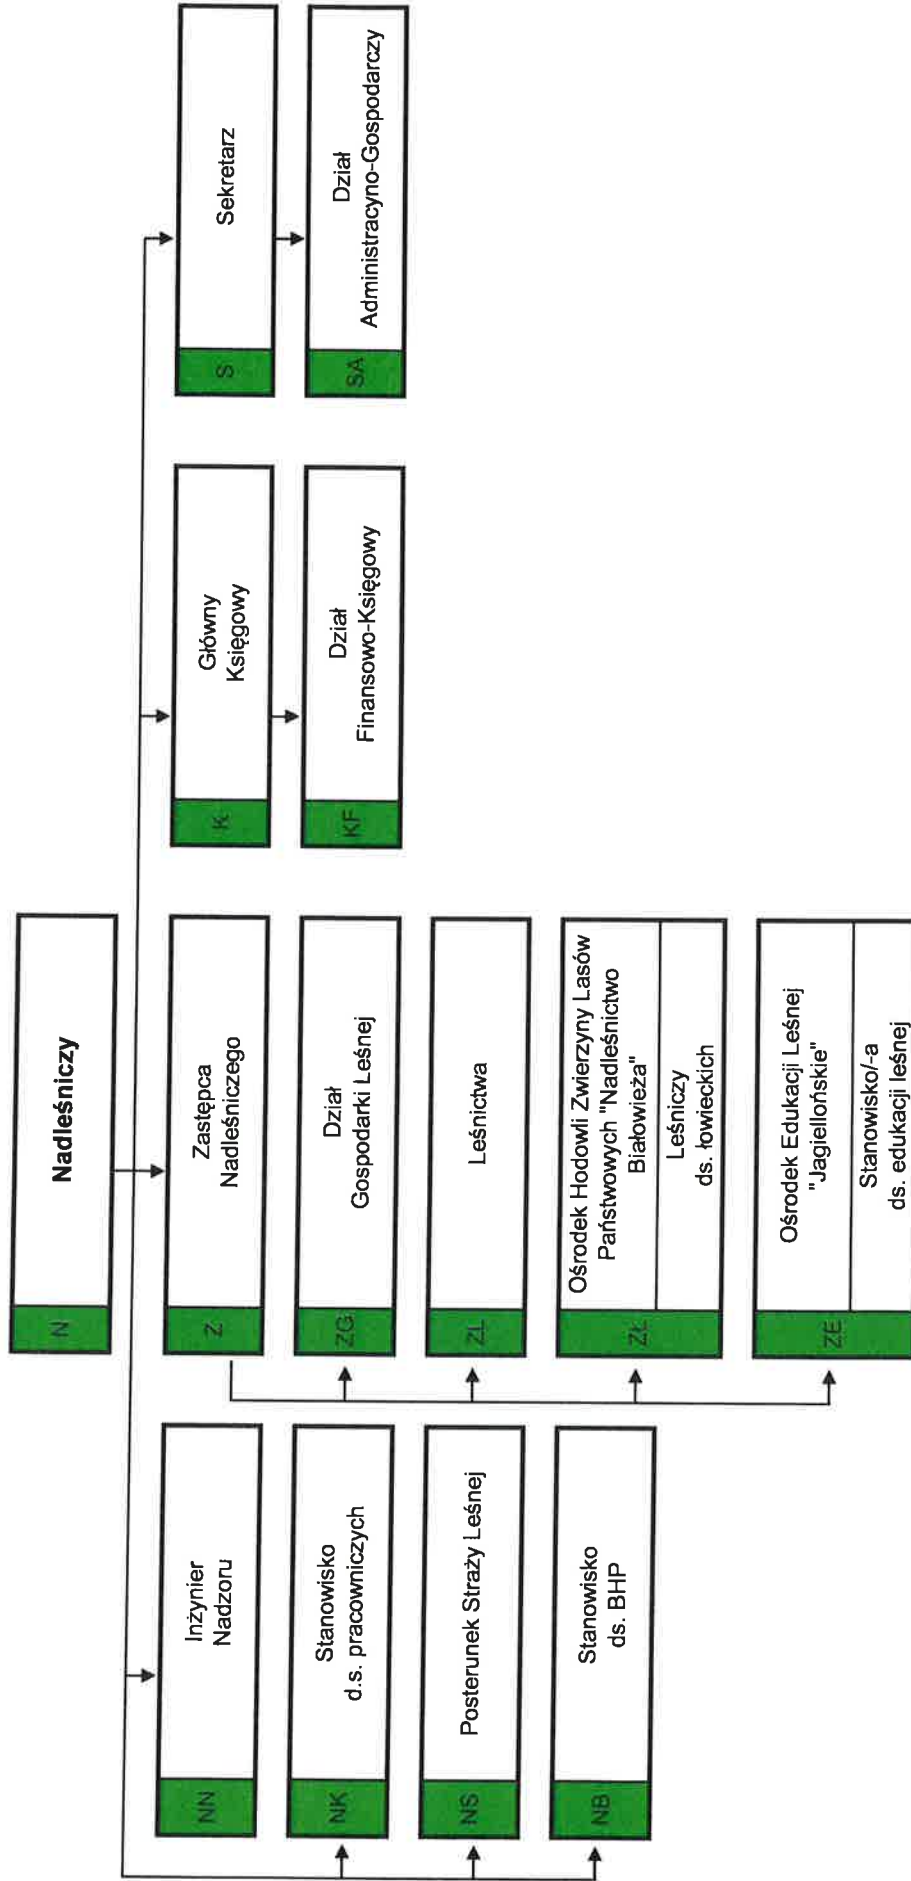 N
Nadleśniczy
NN
Inżynier
Nadzoru
NK
Stanowisko
d.s. pracowniczych
NS
Posterunek Straży Leśnej
NB
Stanowisko
ds. BHP
Z
Zastępca
Nadleśniczego
ZG
Dział
Gospodarki Leśnej
ZL
Leśnictwa
ZŁ
Ośrodek Hodowli Zwierzyny Lasów
Państwowych "Nadleśnictwo
Białowieża"
Leśniczy
ds. łowieckich
ZE
Ośrodek Edukacji Leśnej
"Jagiellońskie"
Stanowisko/-a
ds. edukacji leśnej
K
Główny
Księgowy
KF
Dział
Finansowo-Księgowy
S
Sekretarz
SA
Dział
Administracyno-Gospodarczy